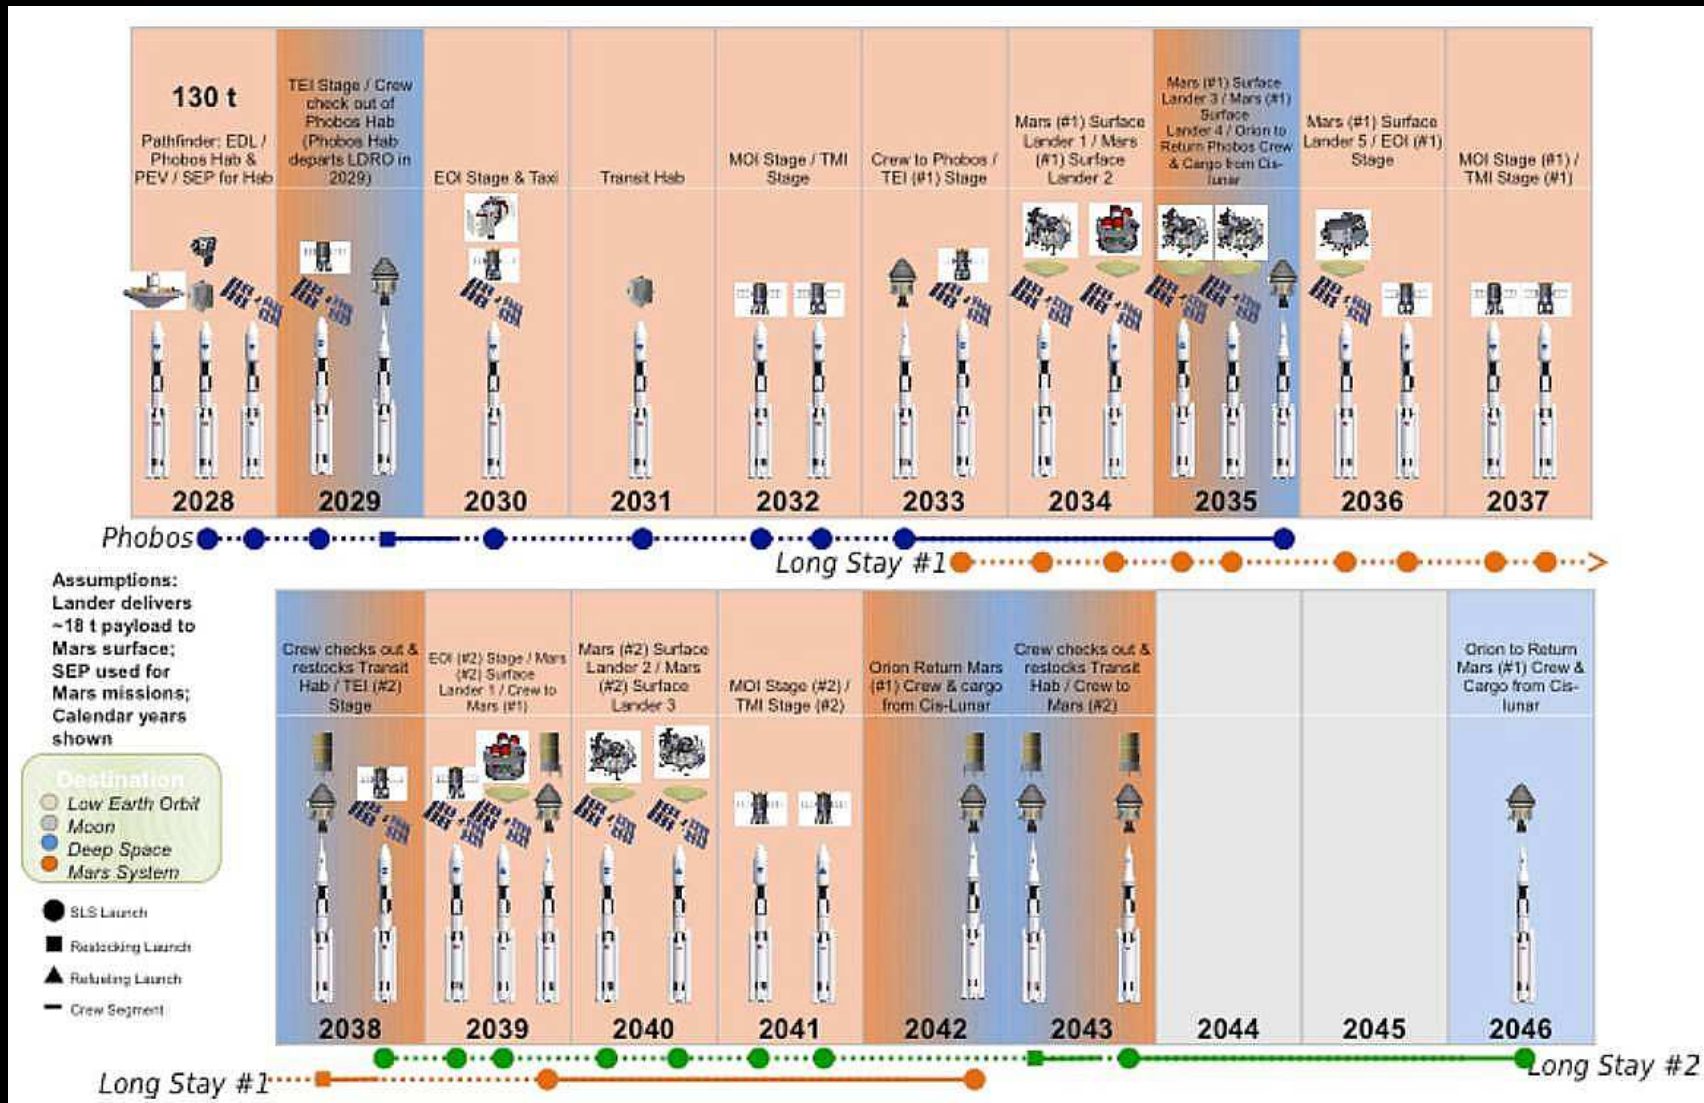 130 t
Pathfinder: EDL /
Phobos Hab &
PEV / SEP for Hab
TEI Stage / Crew
check out of
Phobos Hab
(Phobos Hab
departs LDRO in
2029)
EOI Stage & Taxi
Transit Hab
MOI Stage / TMI
Stage
Crew to Phobos /
TEI (#1) Stage
Mars (#1) Surface
Lander 1 / Mars
(#1) Surface
Lander 2
Mars (#1) Surface
Lander 3 / Mars (#1)
Surface
Lander 4 / Orion to
Return Phobos Crew
& Cargo from Cis-
lunar
Mars (#1) Surface
Lander 5 / EOI (#1)
Stage
MOI Stage (#1) /
TMI Stage (#1)
2028
2029
2030
2031
2032
2033
2034
2035
2036
2037
Phobos
Long Stay #1
Assumptions:
Lander delivers
~18 t payload to
Mars surface;
SEP used for
Mars missions;
Calendar years
shown
Destination
Low Earth Orbit
Moon
Deep Space
Mars System
SLS Launch
Restocking Launch
Refueling Launch
Crew Segment
Crew checks out &
restocks Transit
Hab / TEI (#2)
Stage
EOI (#2) Stage / Mars
(#2) Surface
Lander 1 / Crew to
Mars (#1)
Mars (#2) Surface
Lander 2 / Mars
(#2) Surface
Lander 3
MOI Stage (#2) /
TMI Stage (#2)
Orion Return Mars
(#1) Crew & cargo
from Cis-Lunar
Crew checks out &
restocks Transit
Hab / Crew to
Mars (#2)
Orion to Return
Mars (#1) Crew &
Cargo from Cis-
lunar
2038
2039
2040
2041
2042
2043
2044
2045
2046
Long Stay #2
Long Stay #1